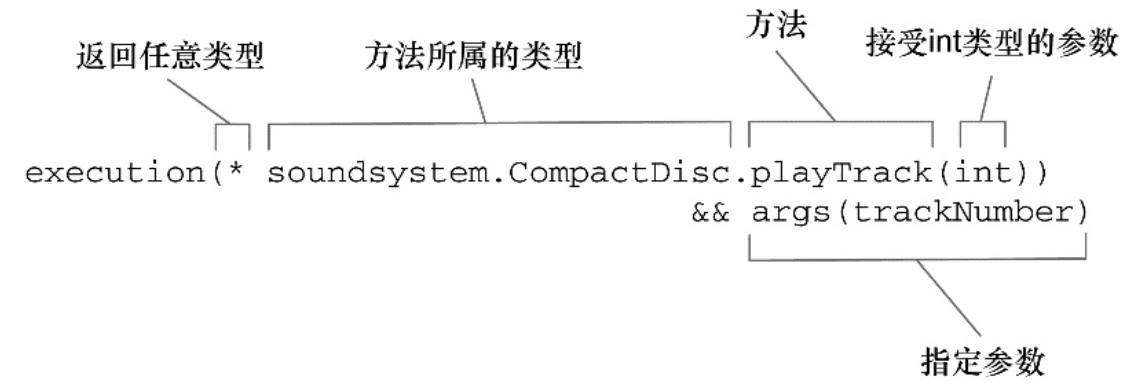 方法
返回任意类型
方法所属的类型
接受int类型的参数
execution(* soundsystem.CompactDisc.playTrack(int))
&& args(trackNumber)
指定参数